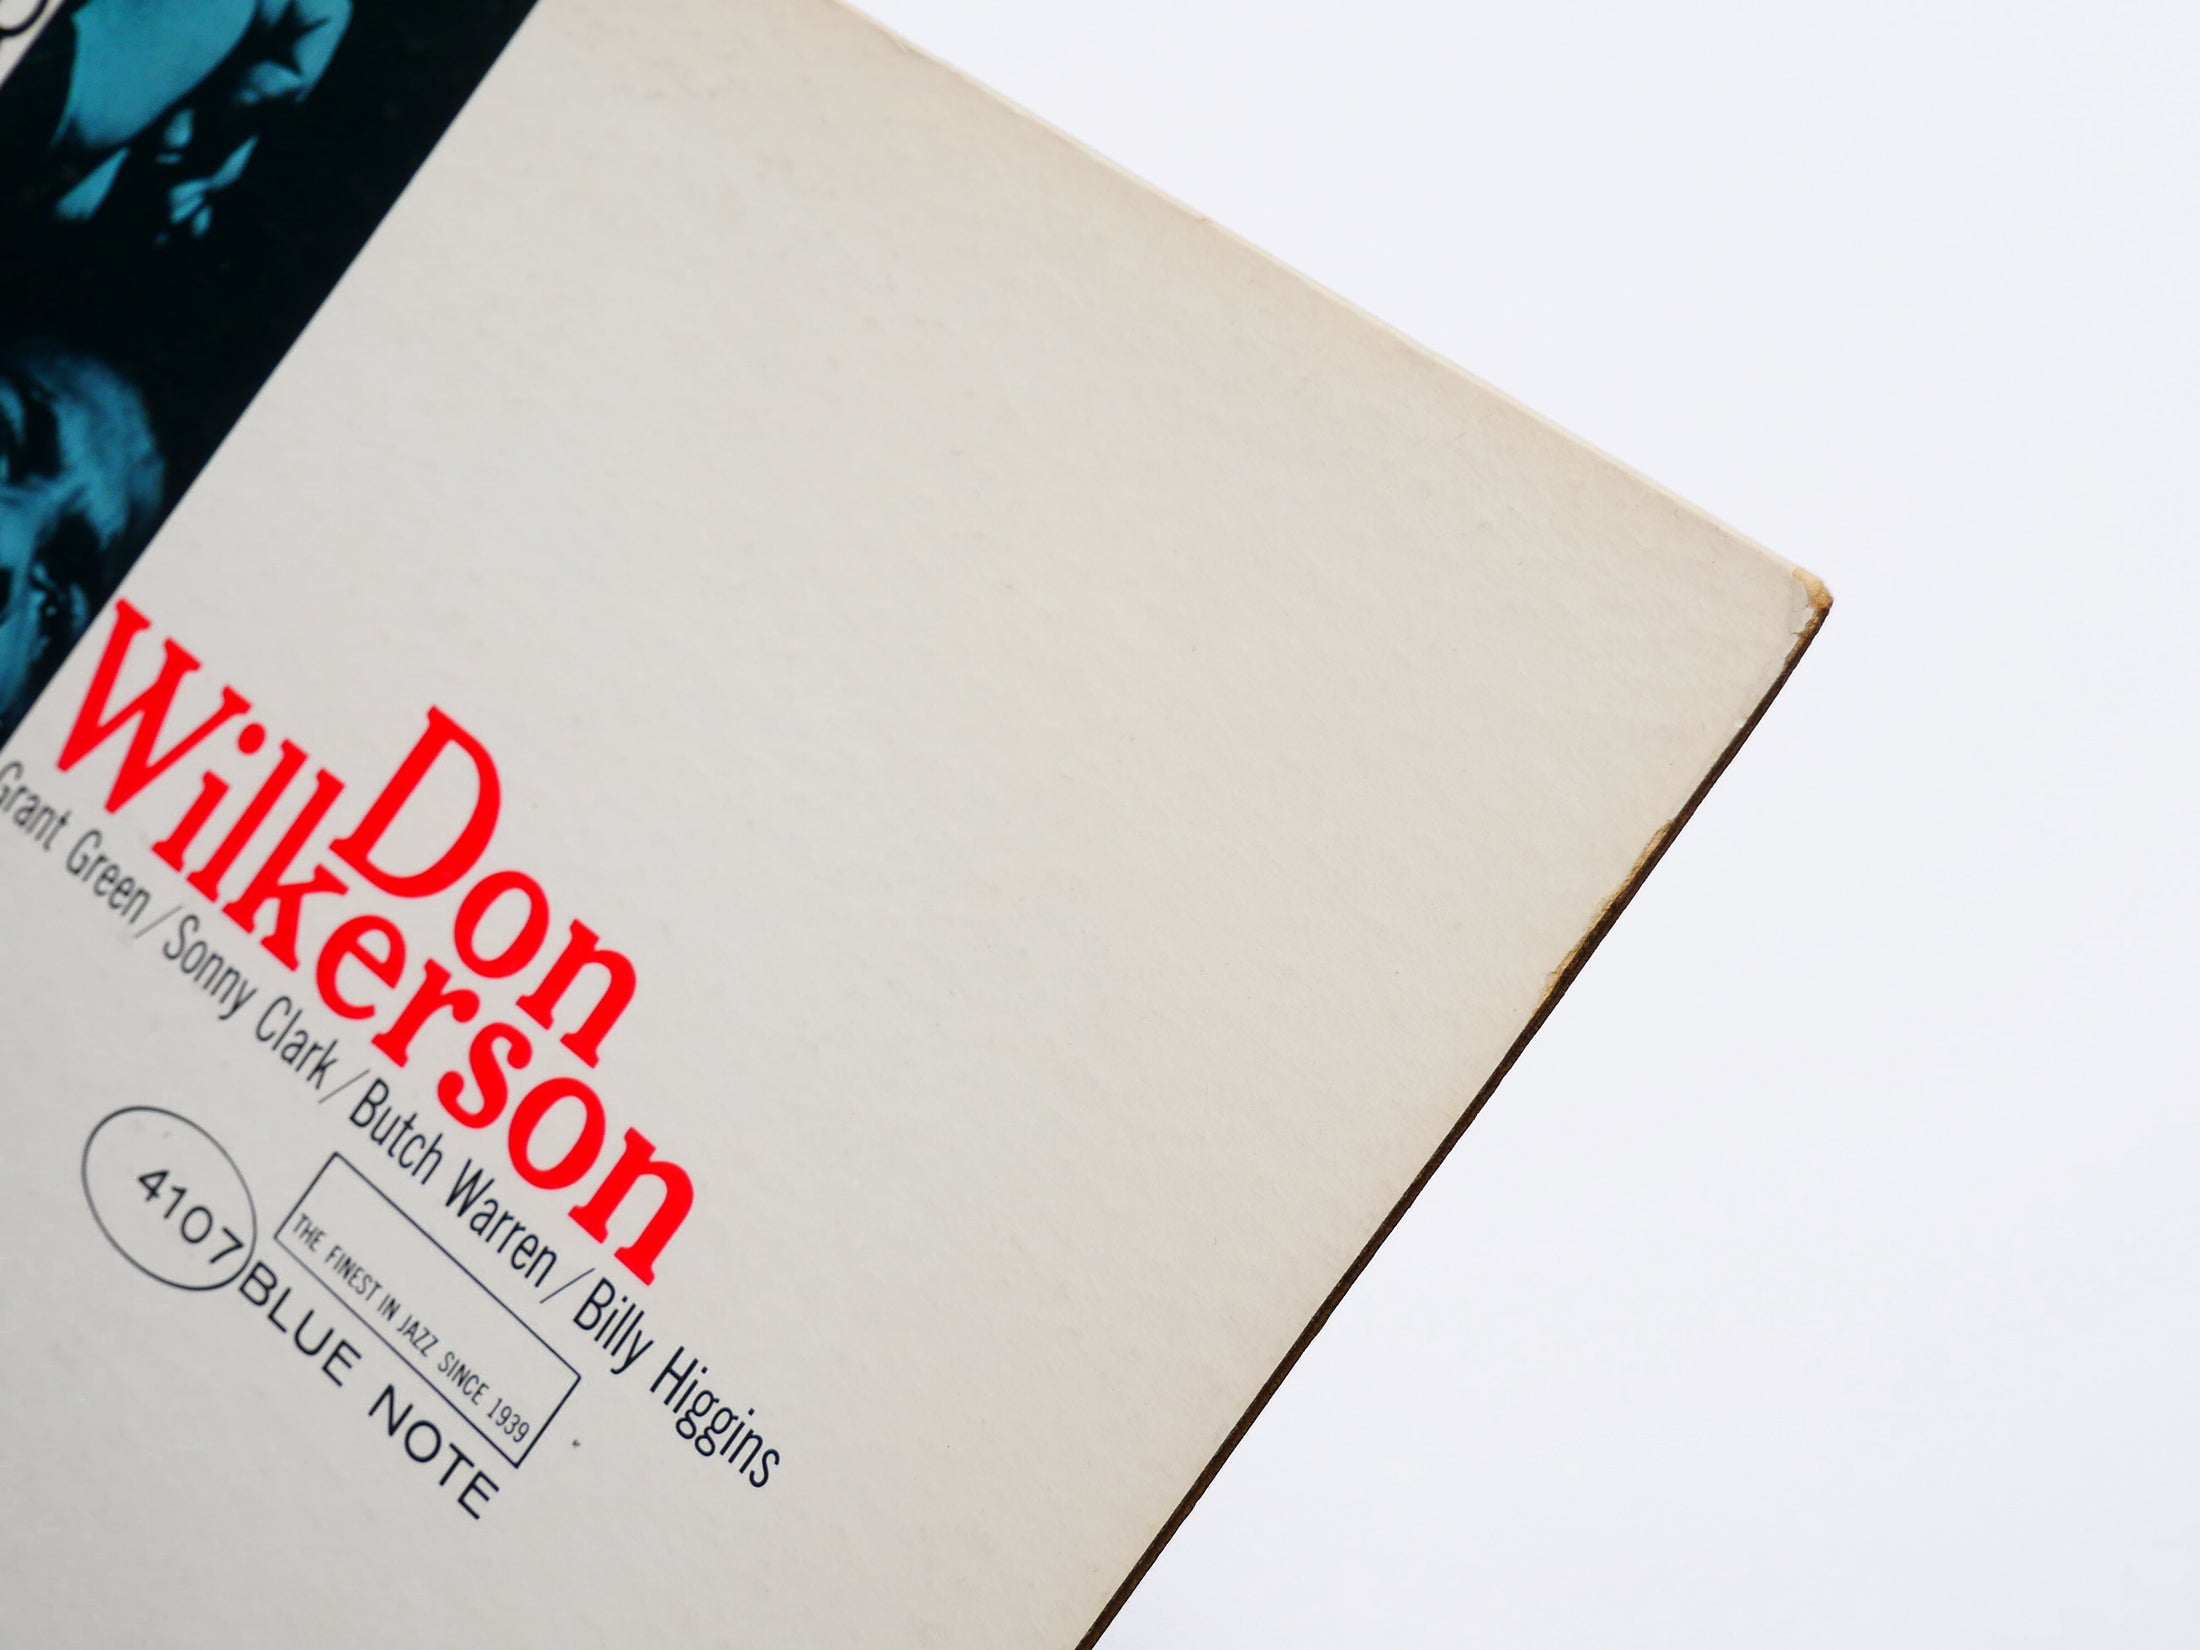 Don
Wilkerson
Grant Green/Sonny Clark/Butch Warren/Billy Higgins
4107
THE FINEST IN JAZZ SINCE 1939
BLUE NOTE